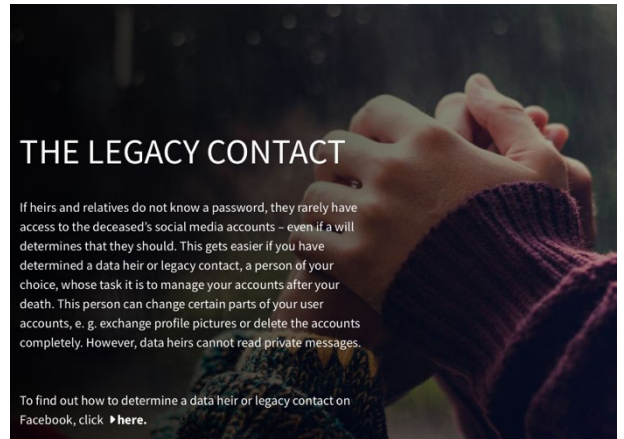 THE LEGACY CONTACT
If heirs and relatives do not know a password, they rarely have
access to the deceased's social media accounts – even if a will
determines that they should. This gets easier if you have
determined a data heir or legacy contact, a person of your
choice, whose task it is to manage your accounts after your
death. This person can change certain parts of your user
accounts, e. g. exchange profile pictures or delete the accounts
completely. However, data heirs cannot read private messages.
To find out how to determine a data heir or legacy contact on
Facebook, click here.